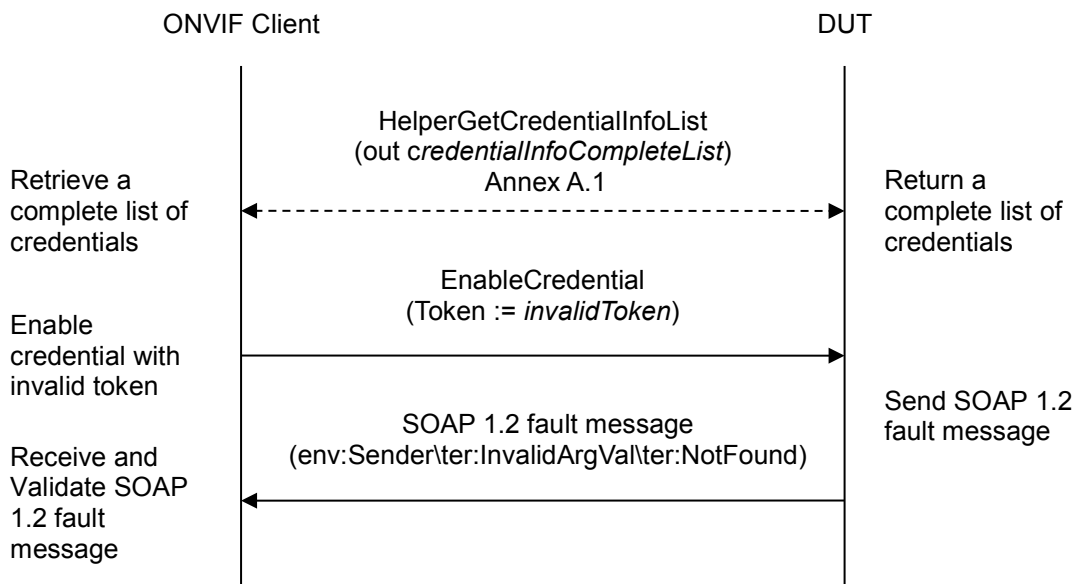 ONVIF Client
DUT
HelperGetCredentialInfoList
(out credentialInfoCompleteList)
Annex A.1
Retrieve a
complete list of
credentials
Return a
complete list of
credentials
EnableCredential
(Token := invalidToken)
Enable
credential with
invalid token
SOAP 1.2 fault message
(env:Sender\ter:InvalidArgVal\ter:NotFound)
Send SOAP 1.2
fault message
Receive and
Validate SOAP
1.2 fault
message